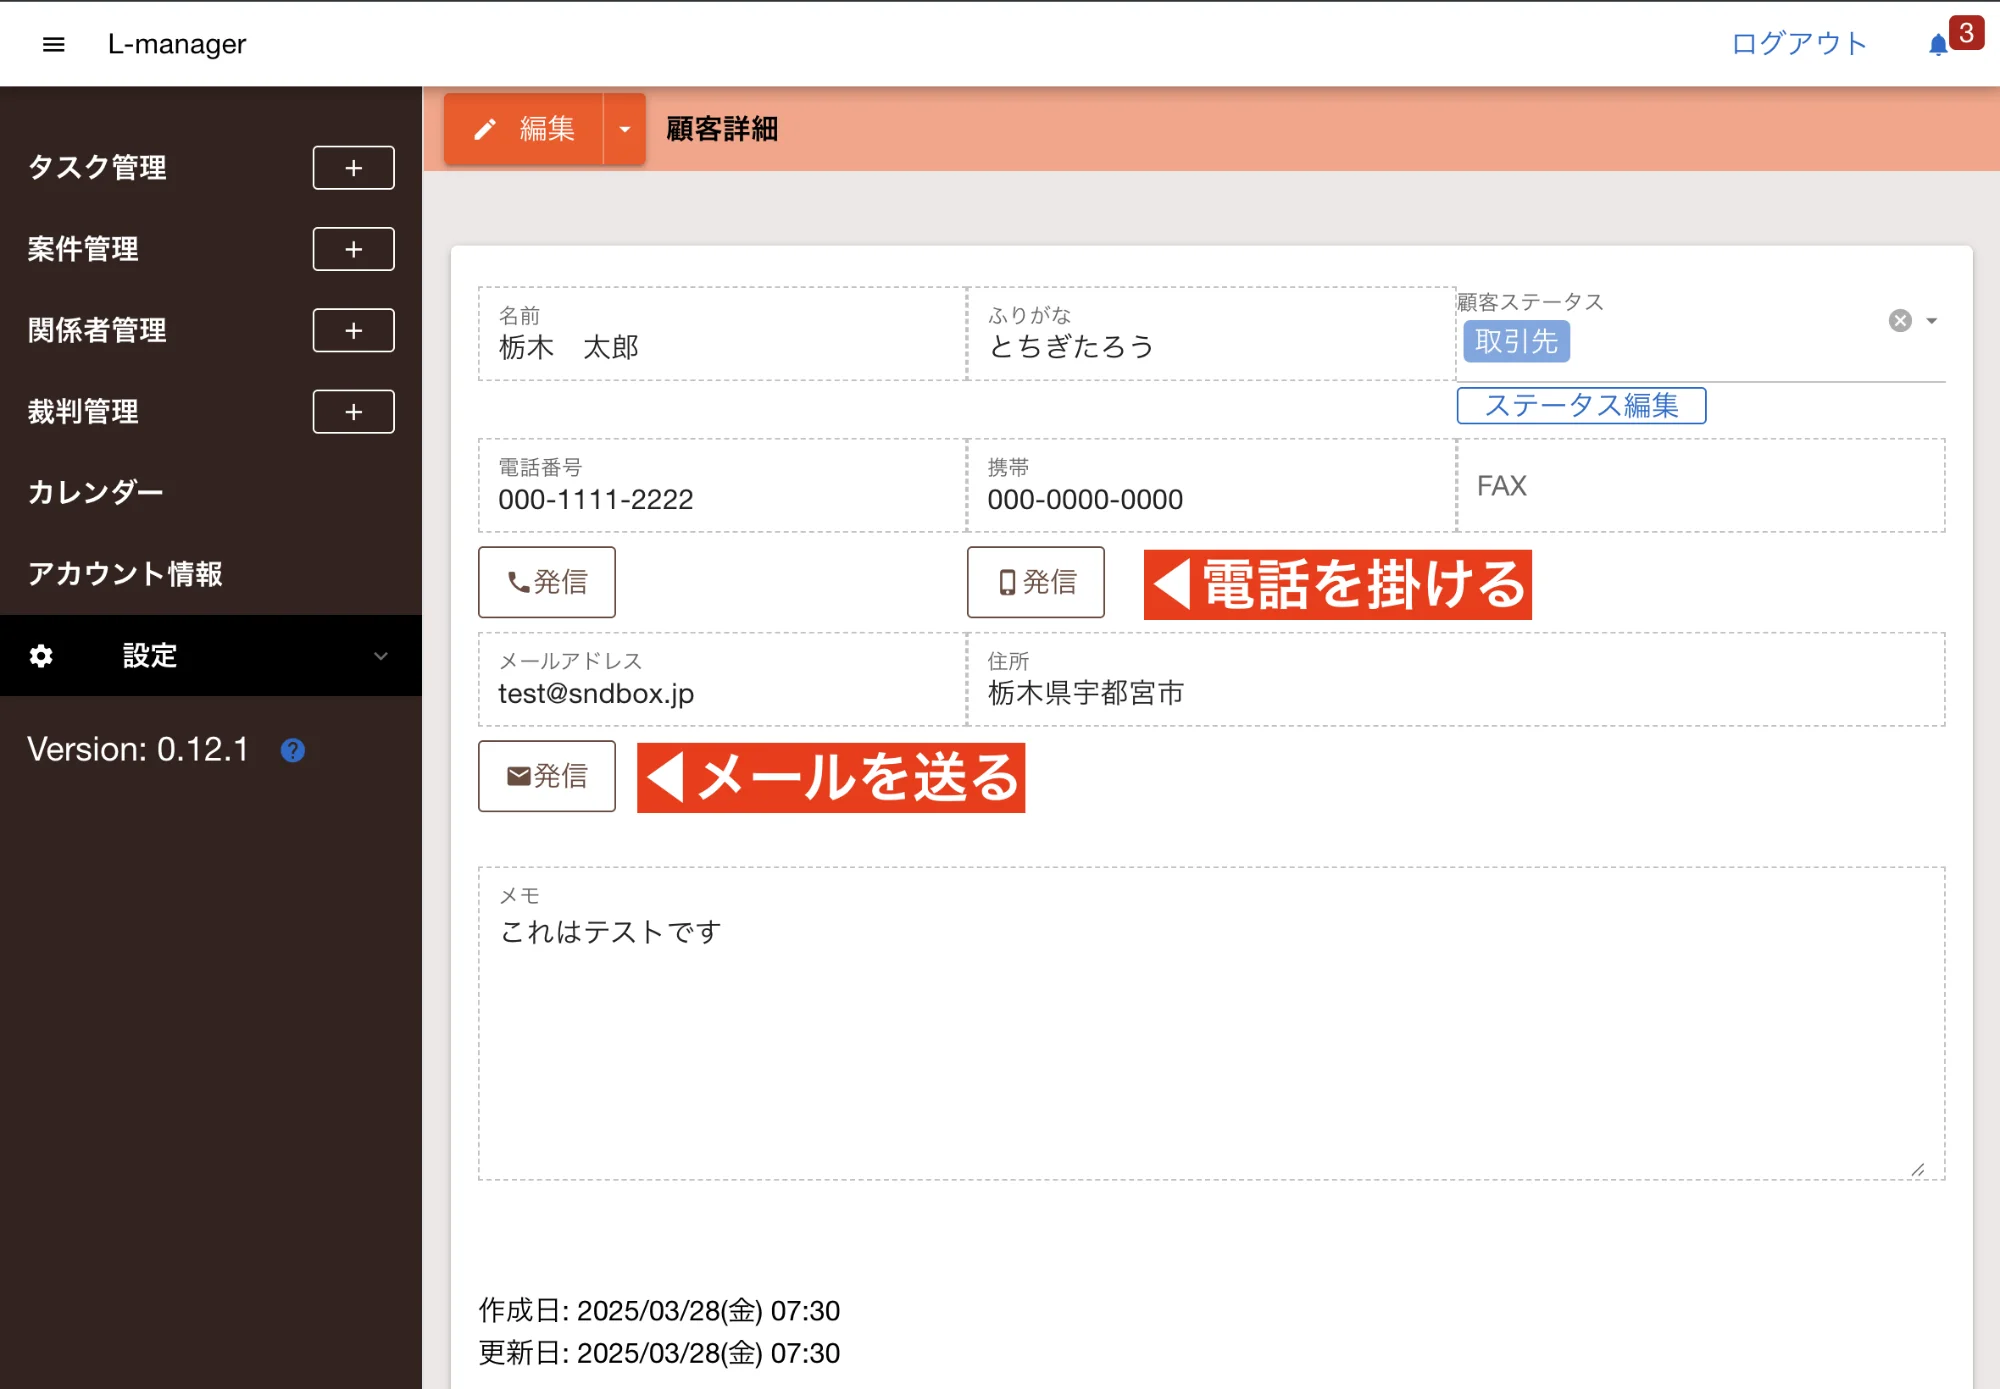 L-manager
ログアウト
3
編集
顧客詳細
タスク管理
+
案件管理
+
関係者管理
+
裁判管理
+
カレンダー
アカウント情報
設定
Version: 0.12.1
?
名前
栃木　太郎
ふりがな
とちぎたろう
顧客ステータス
取引先
ステータス編集
電話番号
000-1111-2222
携帯
000-0000-0000
FAX
発信
発信
◀電話を掛ける
メールアドレス
test@sndbox.jp
住所
栃木県宇都宮市
発信
◀メールを送る
メモ
これはテストです
作成日: 2025/03/28(金) 07:30
更新日: 2025/03/28(金) 07:30